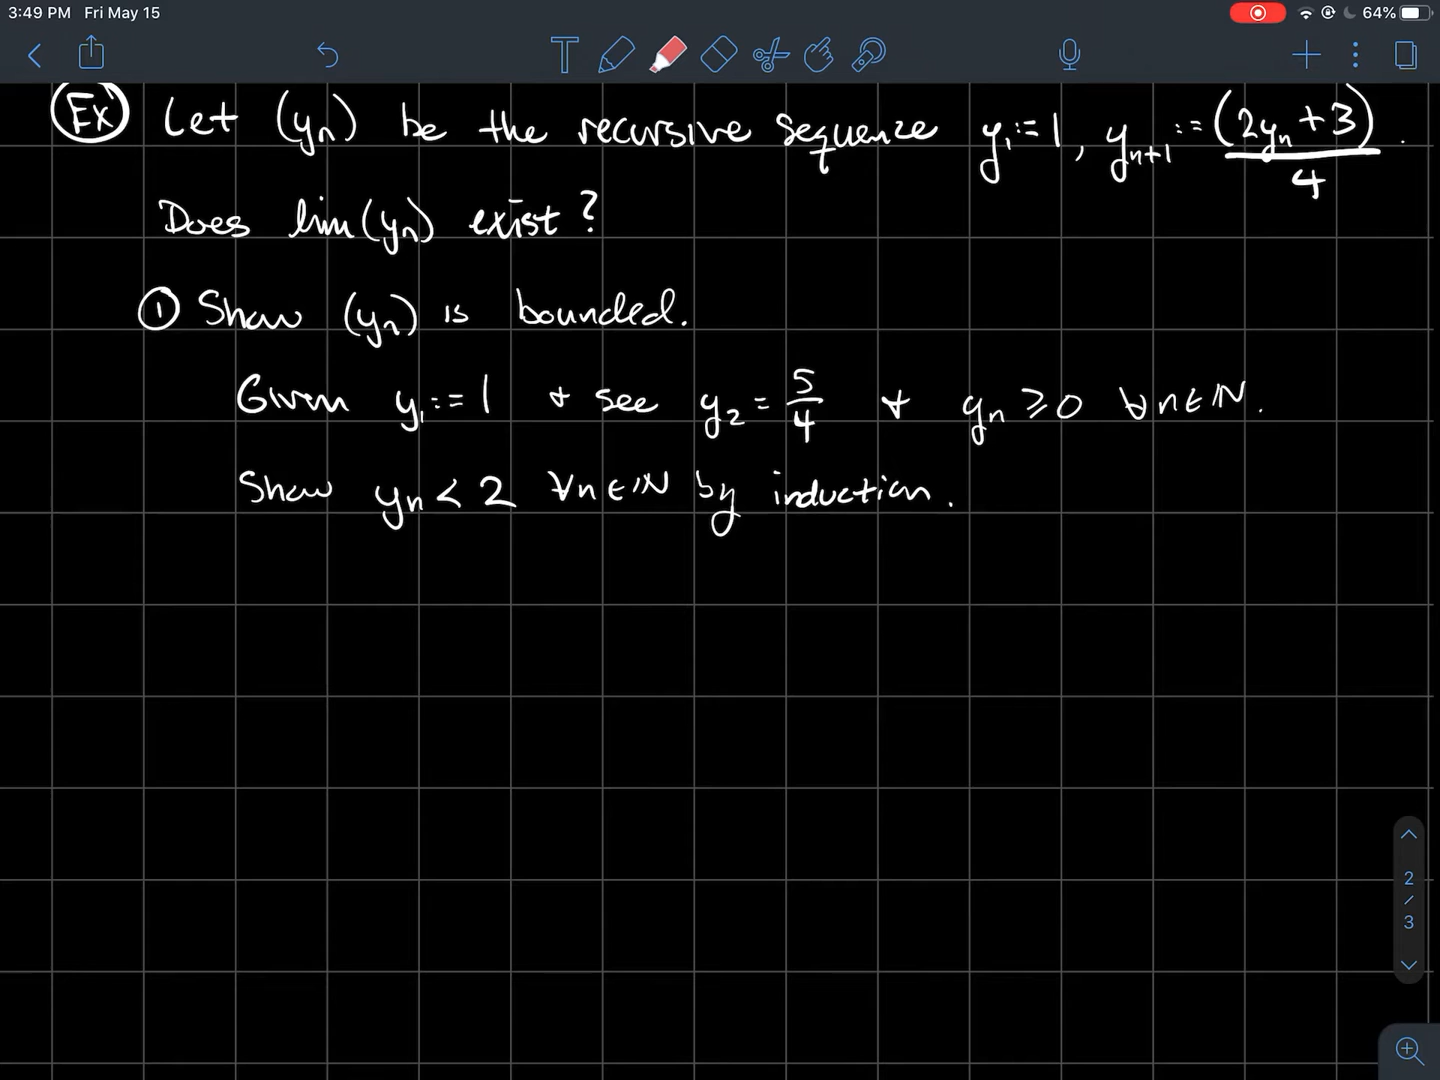 3:49 PM Fri May 15 64%
Ex Let (yn) be the recursive sequence y₁:=1, yₙ₊₁:=(2yₙ+3)/4.
Does lim(yn) exist?
① Show (yn) is bounded.
Given y₁:=1 & see y₂=5/4 & yn⩾0 ∀n∈ℕ.
Show yn<2 ∀n∈ℕ by induction.
2
/
3